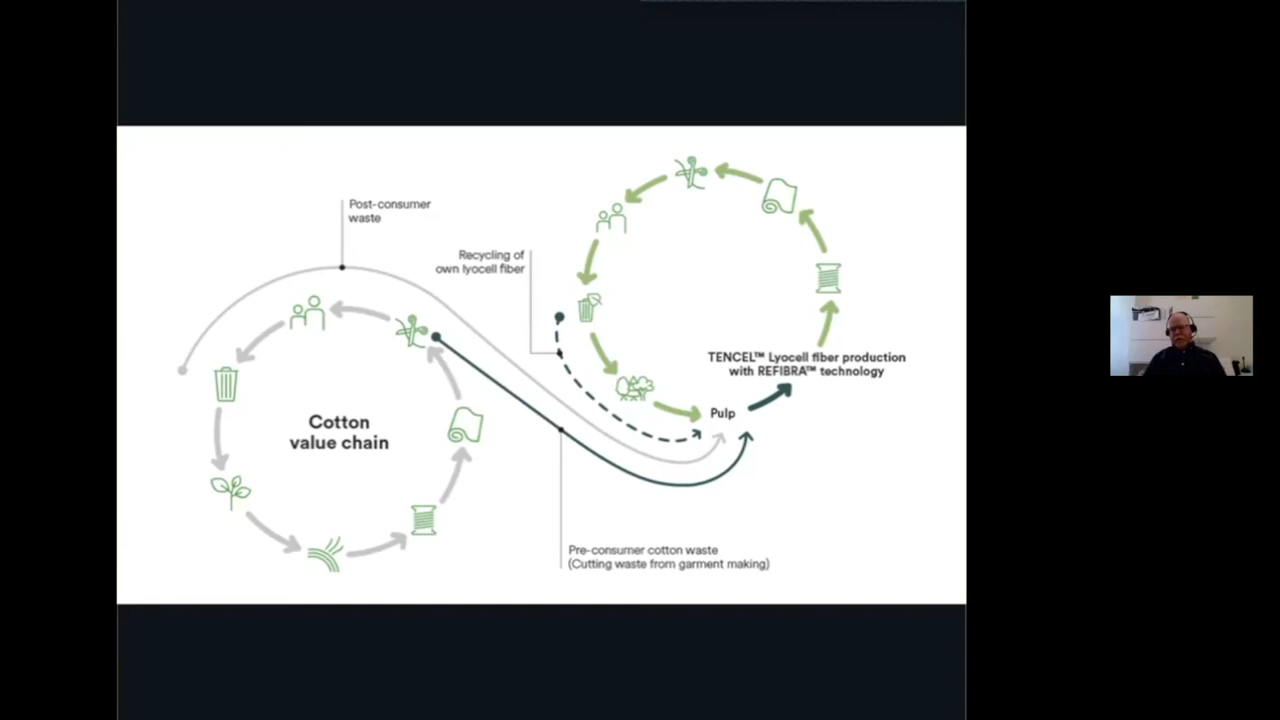 Post-consumer
waste
Recycling of
own lyocell fiber
TENCEL™ Lyocell fiber production
with REFIBRA™ technology
Pulp
Cotton
value chain
Pre-consumer cotton waste
(Cutting waste from garment making)